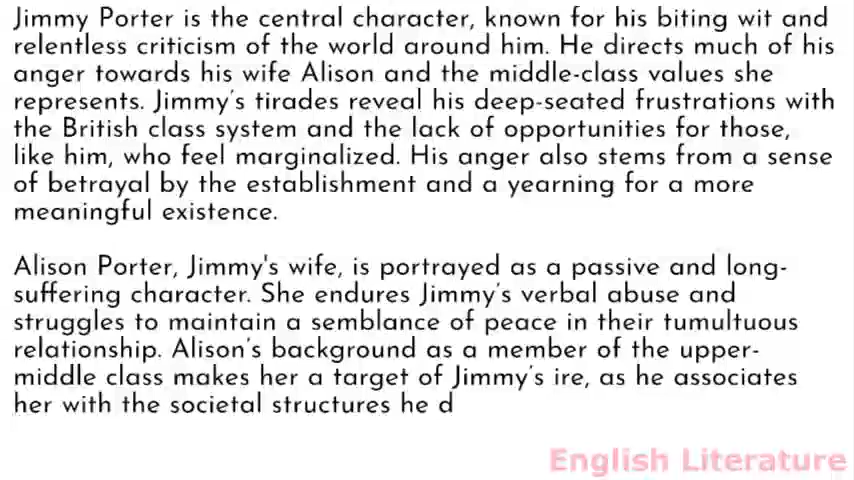 Jimmy Porter is the central character, known for his biting wit and
relentless criticism of the world around him. He directs much of his
anger towards his wife Alison and the middle-class values she
represents. Jimmy's tirades reveal his deep-seated frustrations with
the British class system and the lack of opportunities for those,
like him, who feel marginalized. His anger also stems from a sense
of betrayal by the establishment and a yearning for a more
meaningful existence.
Alison Porter, Jimmy's wife, is portrayed as a passive and long-
suffering character. She endures Jimmy's verbal abuse and
struggles to maintain a semblance of peace in their tumultuous
relationship. Alison's background as a member of the upper-
middle class makes her a target of Jimmy's ire, as he associates
her with the societal structures he d
English Literature